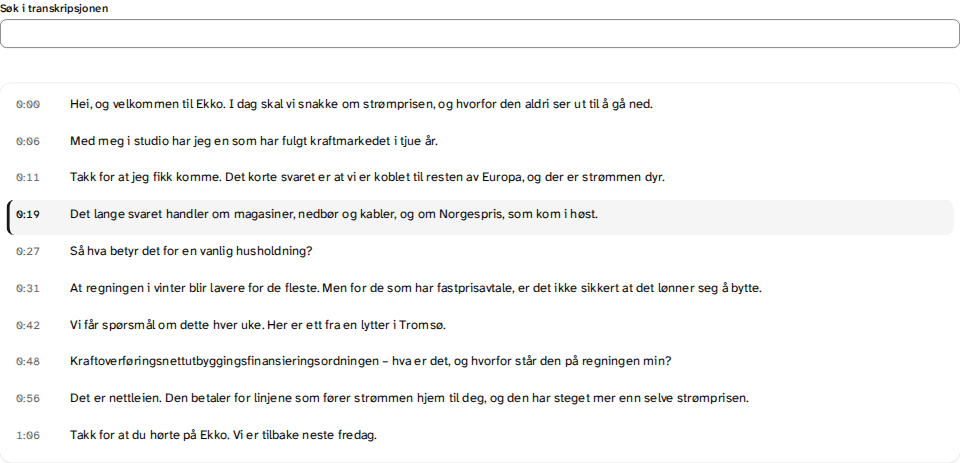 Søk i transkripsjonen
0:00 Hei, og velkommen til Ekko. I dag skal vi snakke om strømprisen, og hvorfor den aldri ser ut til å gå ned.
0:06 Med meg i studio har jeg en som har fulgt kraftmarkedet i tjue år.
0:11 Takk for at jeg fikk komme. Det korte svaret er at vi er koblet til resten av Europa, og der er strømmen dyr.
0:19 Det lange svaret handler om magasiner, nedbør og kabler, og om Norgespris, som kom i høst.
0:27 Så hva betyr det for en vanlig husholdning?
0:31 At regningen i vinter blir lavere for de fleste. Men for de som har fastprisavtale, er det ikke sikkert at det lønner seg å bytte.
0:42 Vi får spørsmål om dette hver uke. Her er ett fra en lytter i Tromsø.
0:48 Kraftoverføringsnettutbyggingsfinansieringsordningen – hva er det, og hvorfor står den på regningen min?
0:56 Det er nettleien. Den betaler for linjene som fører strømmen hjem til deg, og den har steget mer enn selve strømprisen.
1:06 Takk for at du hørte på Ekko. Vi er tilbake neste fredag.